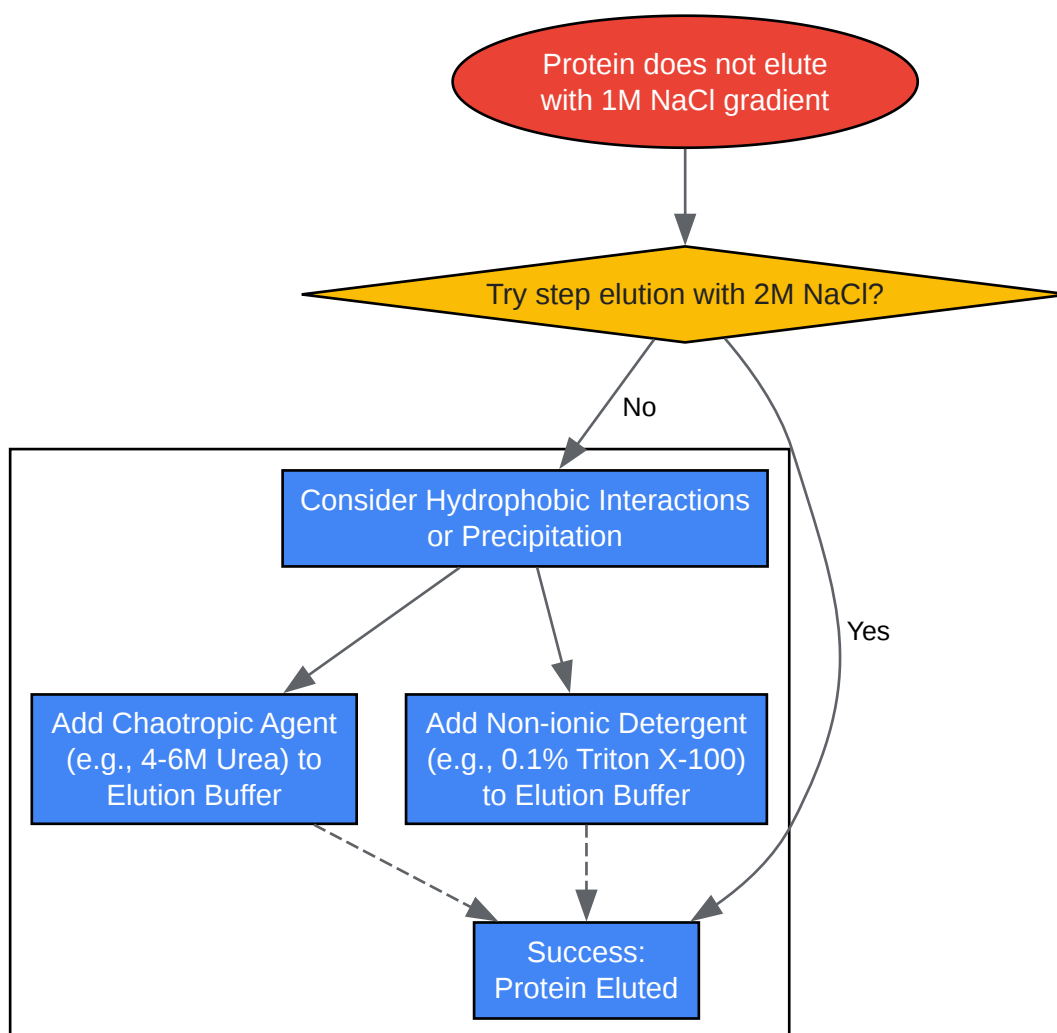 Protein does not elute
with 1M NaCl gradient
Try step elution with 2M NaCl?
No
Consider Hydrophobic Interactions
or Precipitation
Yes
Add Chaotropic Agent
(e.g., 4-6M Urea) to
Elution Buffer
Add Non-ionic Detergent
(e.g., 0.1% Triton X-100)
to Elution Buffer
Success:
Protein Eluted